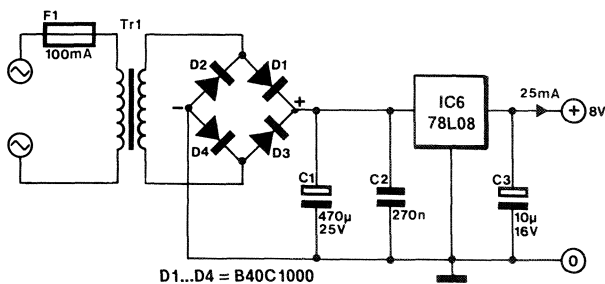 F1
100mA
Tr1
D2
D1
D4
D3
-
+
C1
470µ
25V
C2
270n
IC6
78L08
C3
10µ
16V
25mA
+
8V
0
D1...D4 = B40C1000